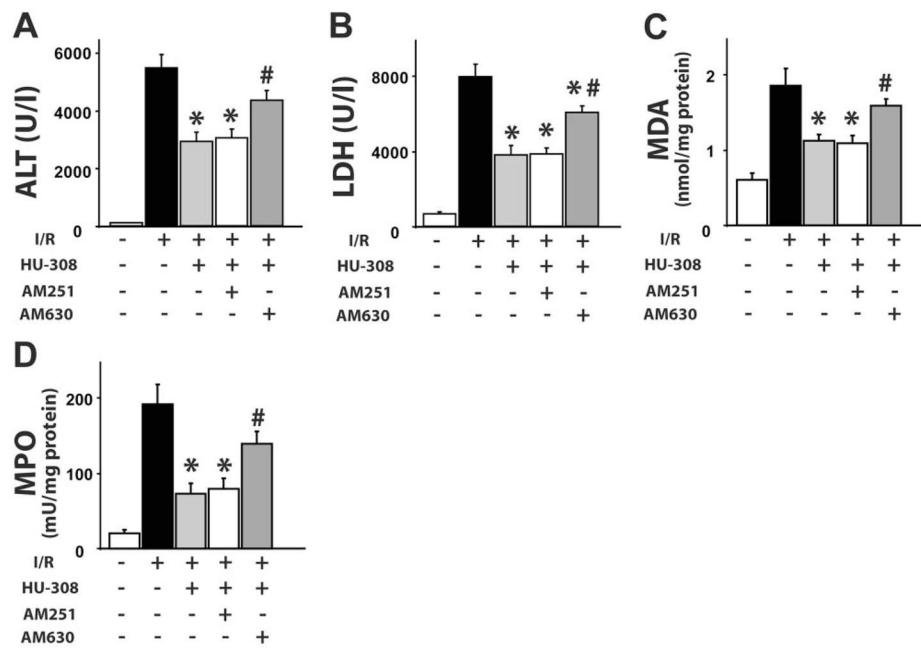 A
ALT (U/l)
6000
4000
2000
0
#
* *
I/R - + + + +
HU-308 - - + + +
AM251 - - - + -
AM630 - - - - +
B
LDH (U/l)
8000
4000
0
* #
* *
I/R - + + + +
HU-308 - - + + +
AM251 - - - + -
AM630 - - - - +
C
MDA
(nmol/mg protein)
2
1
0
#
* *
I/R - + + + +
HU-308 - - + + +
AM251 - - - + -
AM630 - - - - +
D
MPO
(mU/mg protein)
200
100
0
#
* *
I/R - + + + +
HU-308 - - + + +
AM251 - - - + -
AM630 - - - - +